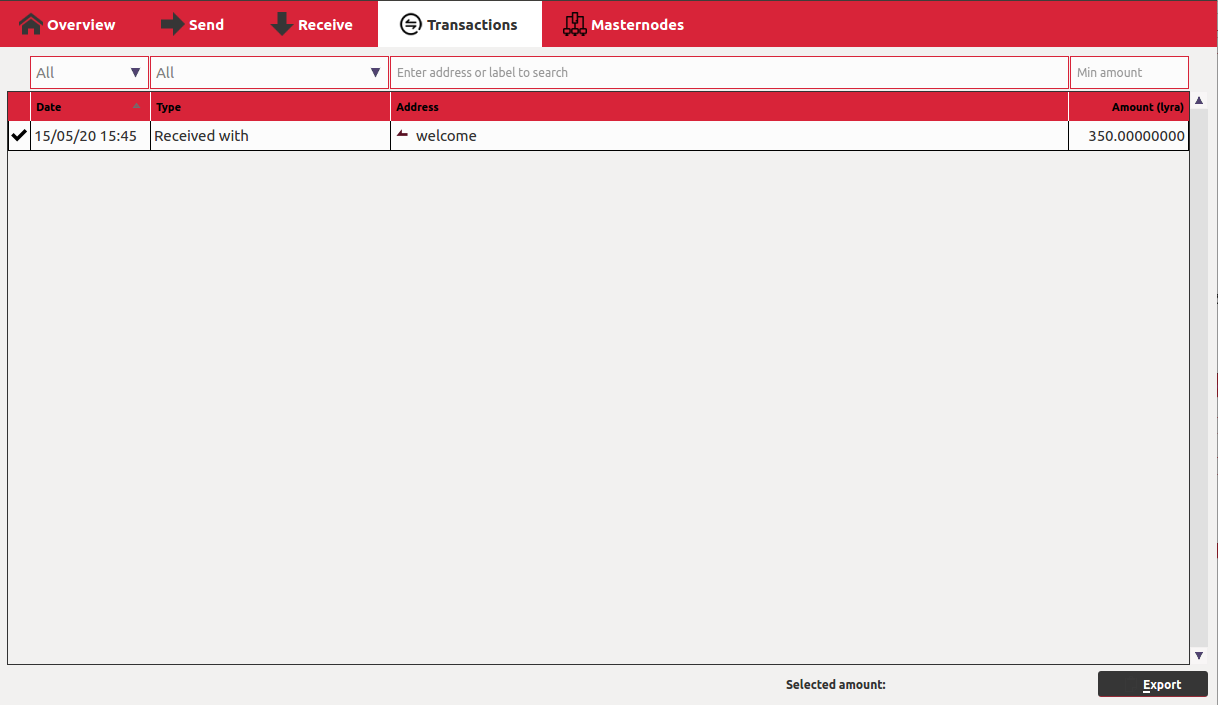 Overview Send Receive Transactions Masternodes
All All Enter address or label to search Min amount
Date Type Address Amount (lyra)
15/05/20 15:45 Received with welcome 350.00000000
Selected amount: Export